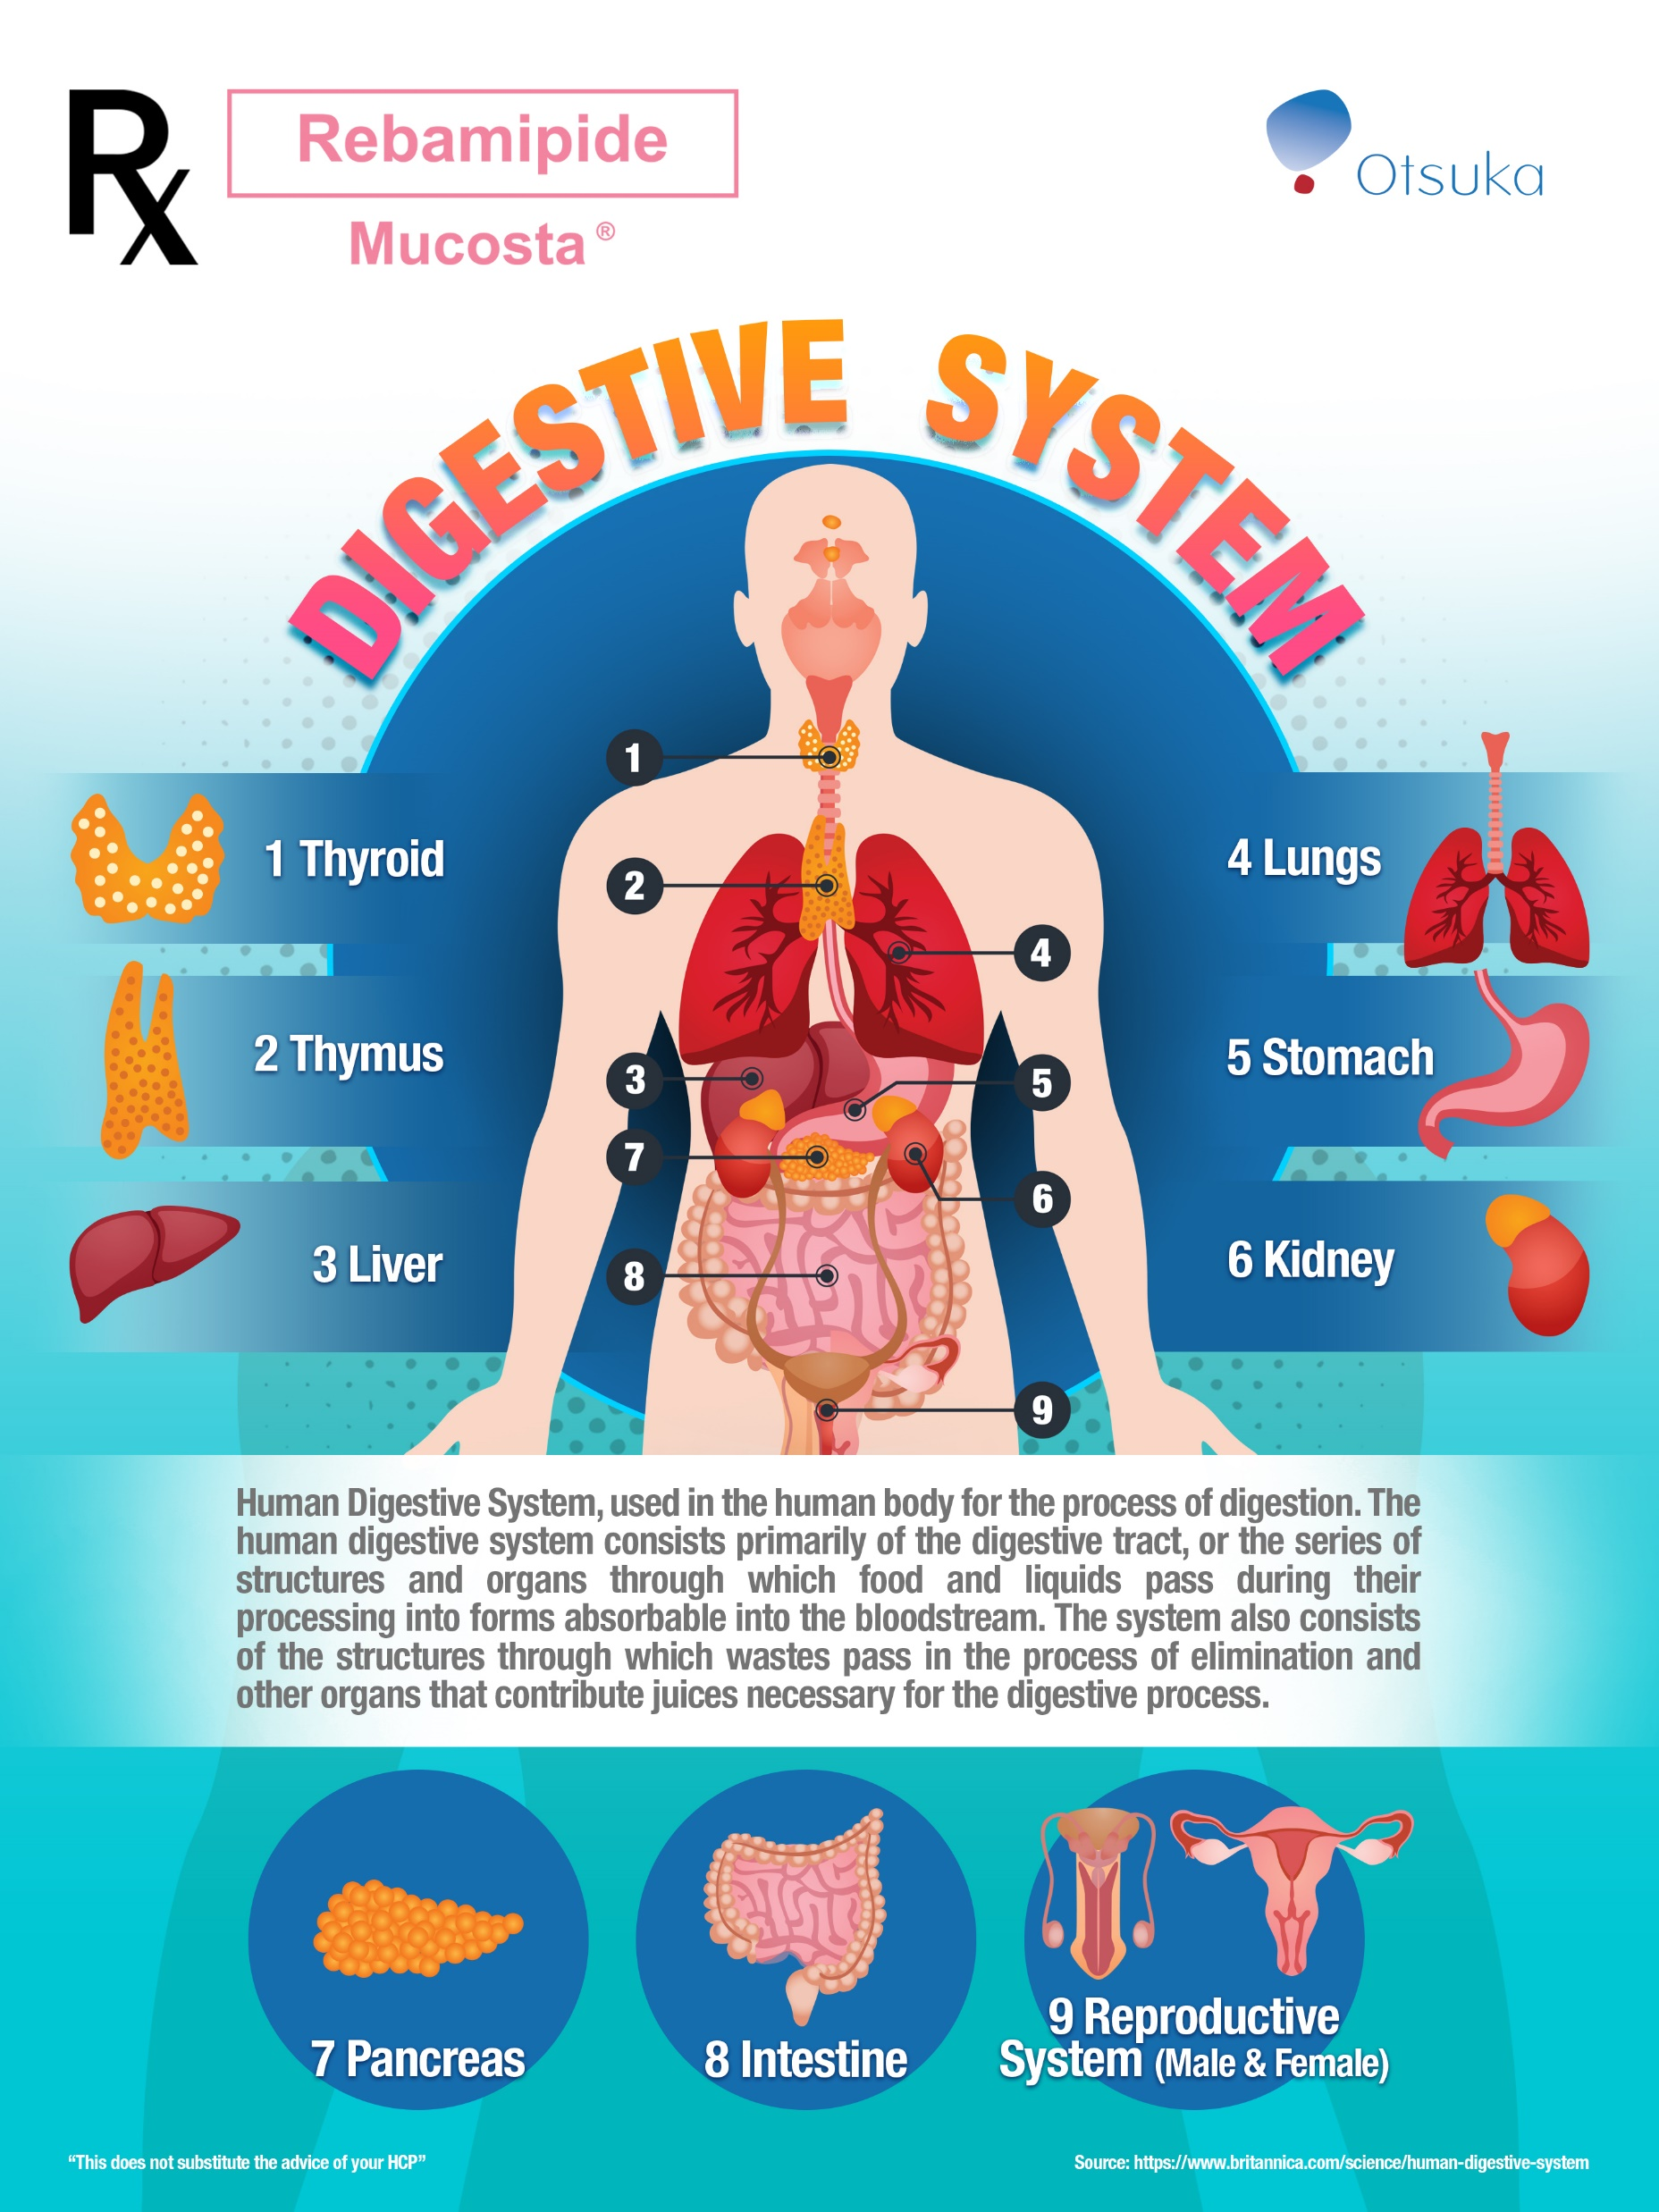 Rx
Rebamipide
Mucosta ®
Otsuka
DIGESTIVE SYSTEM
1
2
3
7
8
4
5
6
9
1 Thyroid
2 Thymus
3 Liver
4 Lungs
5 Stomach
6 Kidney
Human Digestive System, used in the human body for the process of digestion. The
human digestive system consists primarily of the digestive tract, or the series of
structures and organs through which food and liquids pass during their
processing into forms absorbable into the bloodstream. The system also consists
of the structures through which wastes pass in the process of elimination and
other organs that contribute juices necessary for the digestive process.
7 Pancreas
8 Intestine
9 Reproductive
System (Male & Female)
“This does not substitute the advice of your HCP”
Source: https://www.britannica.com/science/human-digestive-system